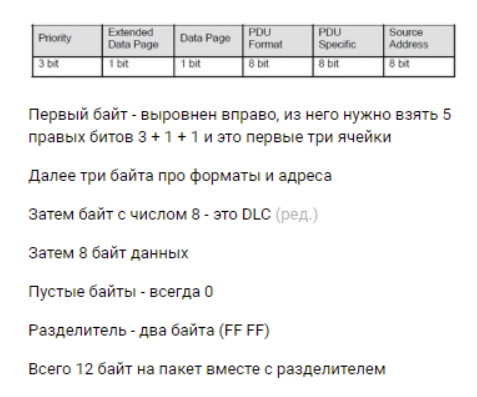 Priority Extended Data Page Data Page PDU Format PDU Specific Source Address
3 bit 1 bit 1 bit 8 bit 8 bit 8 bit
Первый байт - выровнен вправо, из него нужно взять 5
правых битов 3 + 1 + 1 и это первые три ячейки
Далее три байта про форматы и адреса
Затем байт с числом 8 - это DLC (ред.)
Затем 8 байт данных
Пустые байты - всегда 0
Разделитель - два байта (FF FF)
Всего 12 байт на пакет вместе с разделителем